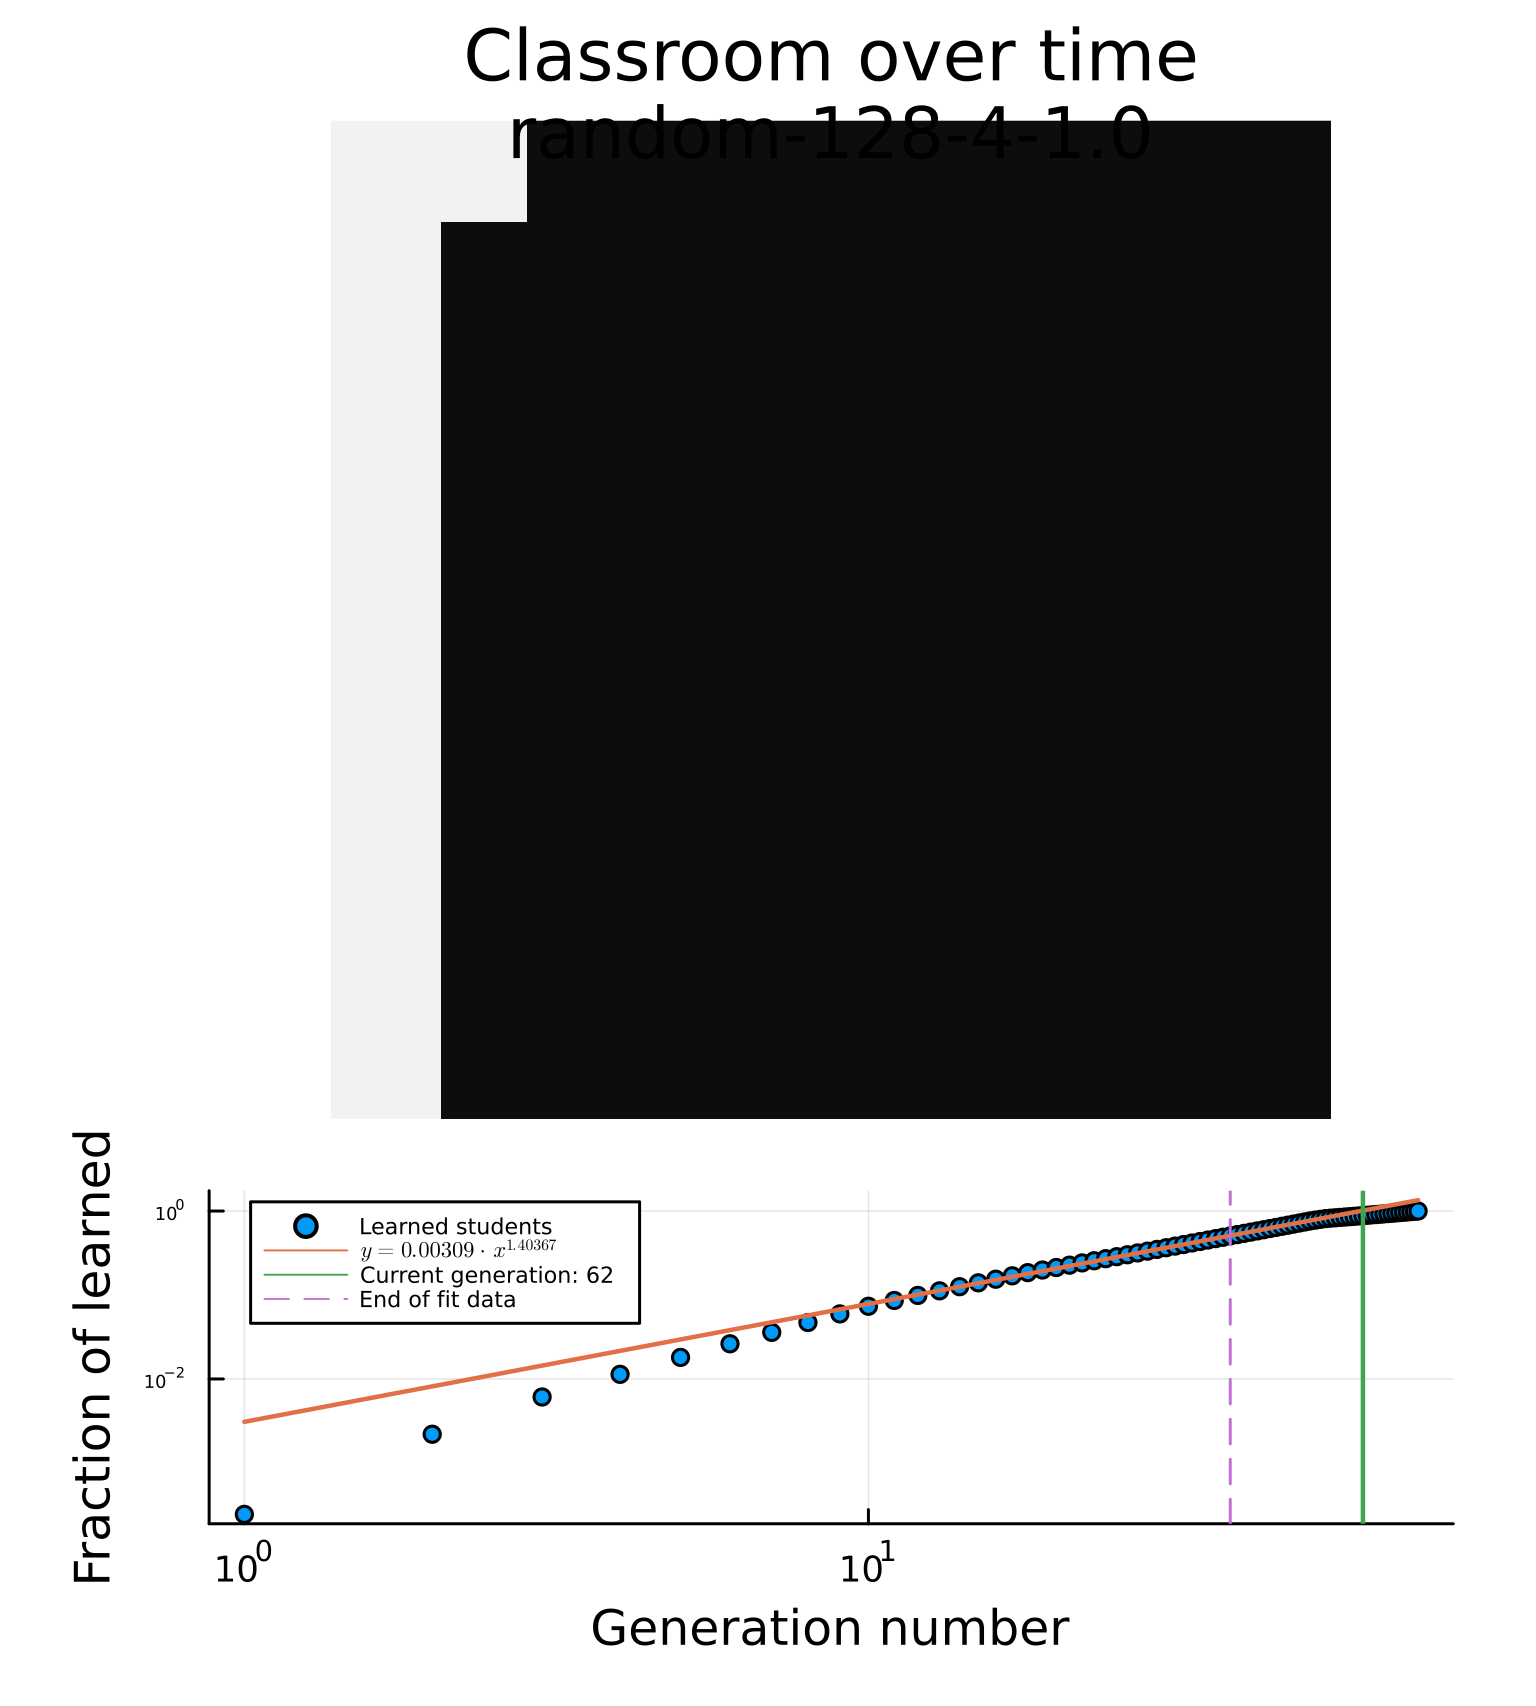 Classroom over time
random-128-4-1.0
Fraction of learned
10^0
10^-2
Learned students
y = 0.00309 · x^1.40367
Current generation: 62
End of fit data
10^0
10^1
Generation number